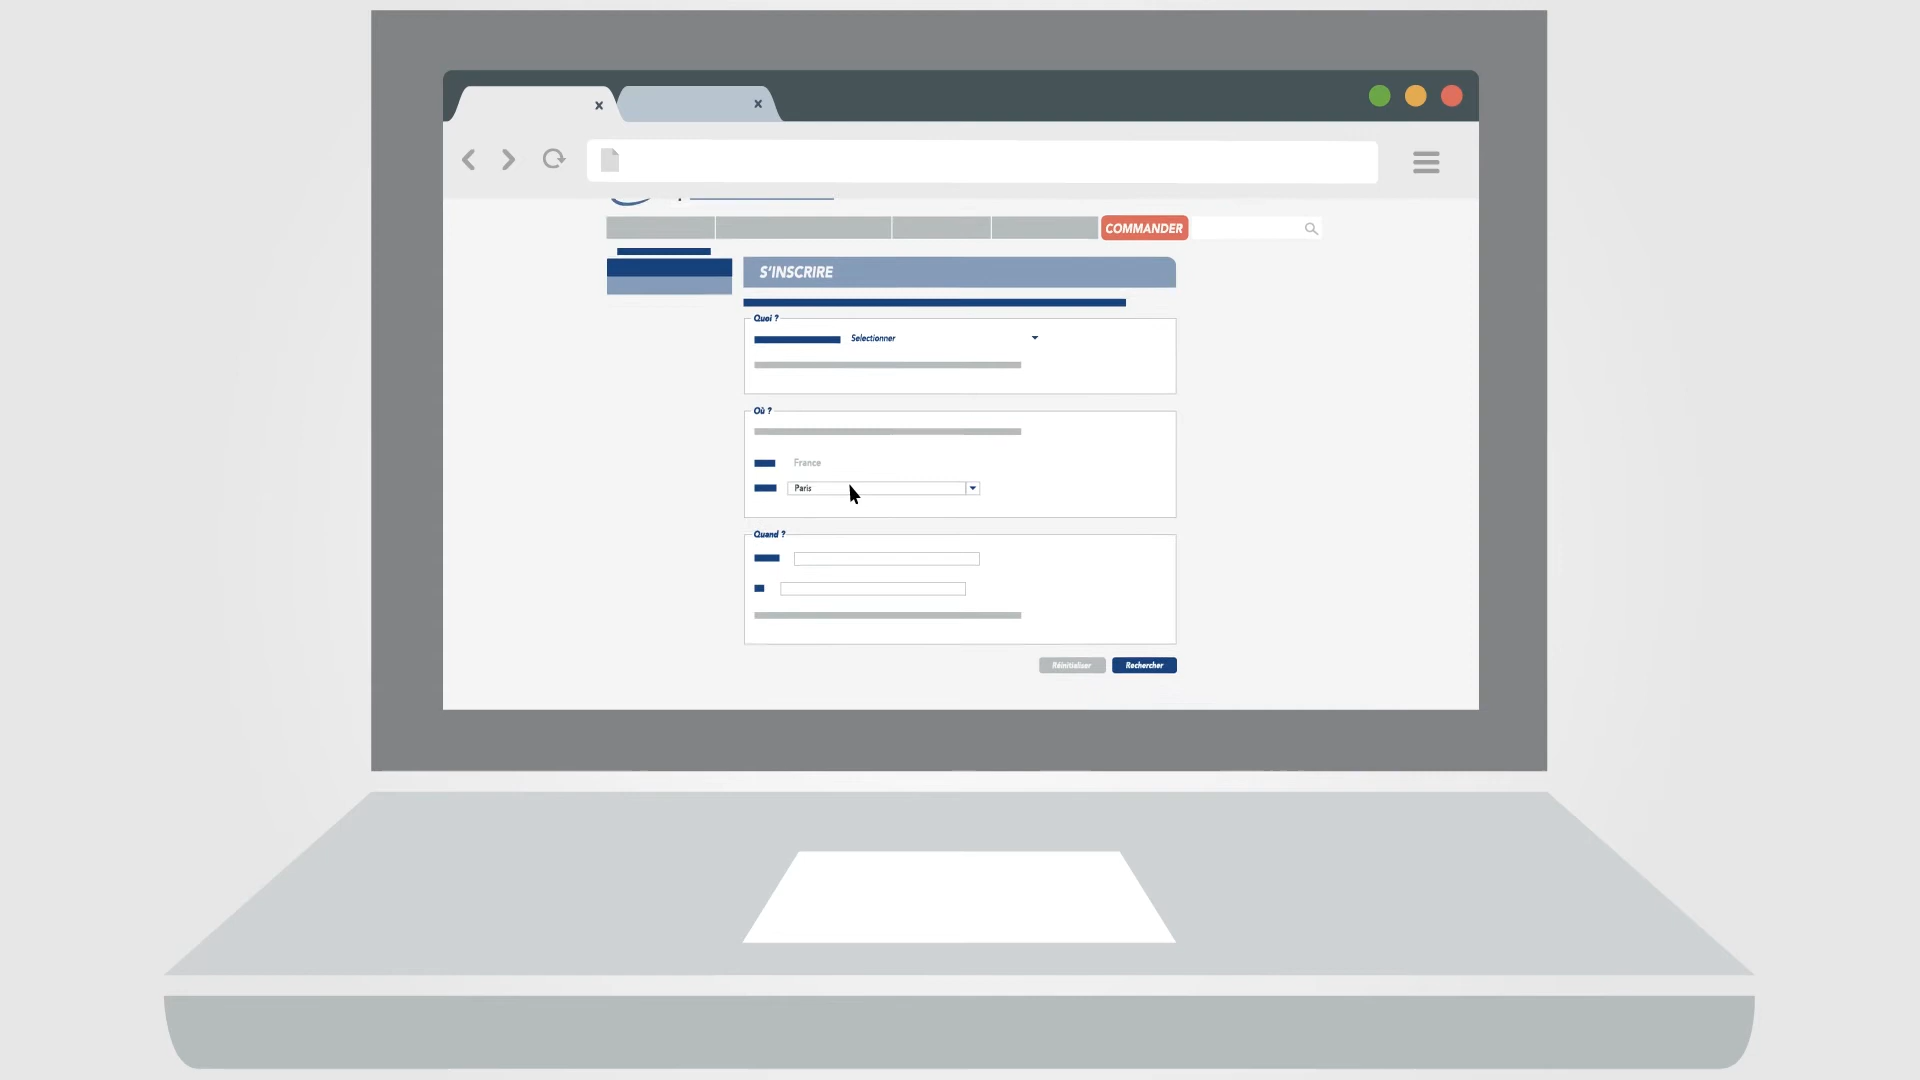 COMMANDER
S'INSCRIRE
Quoi ?
Selectionner
Où ?
France
Paris
Quand ?
Réinitialiser
Rechercher